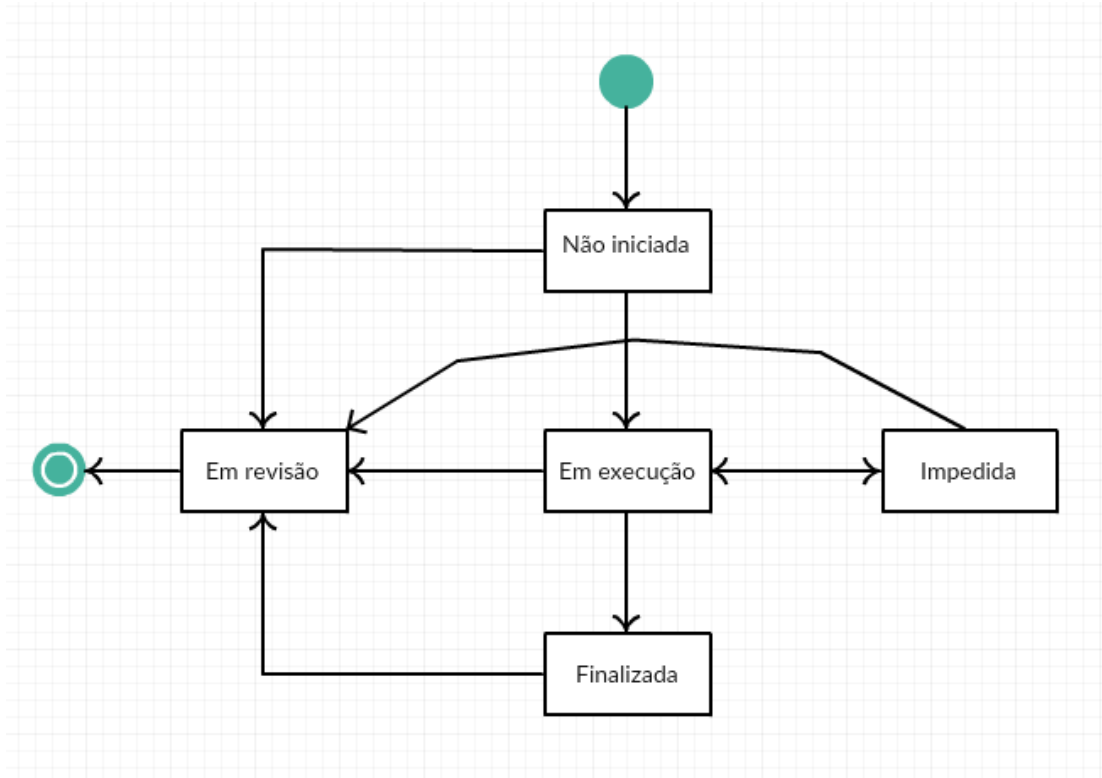 Não iniciada
Em revisão
Em execução
Impedida
Finalizada